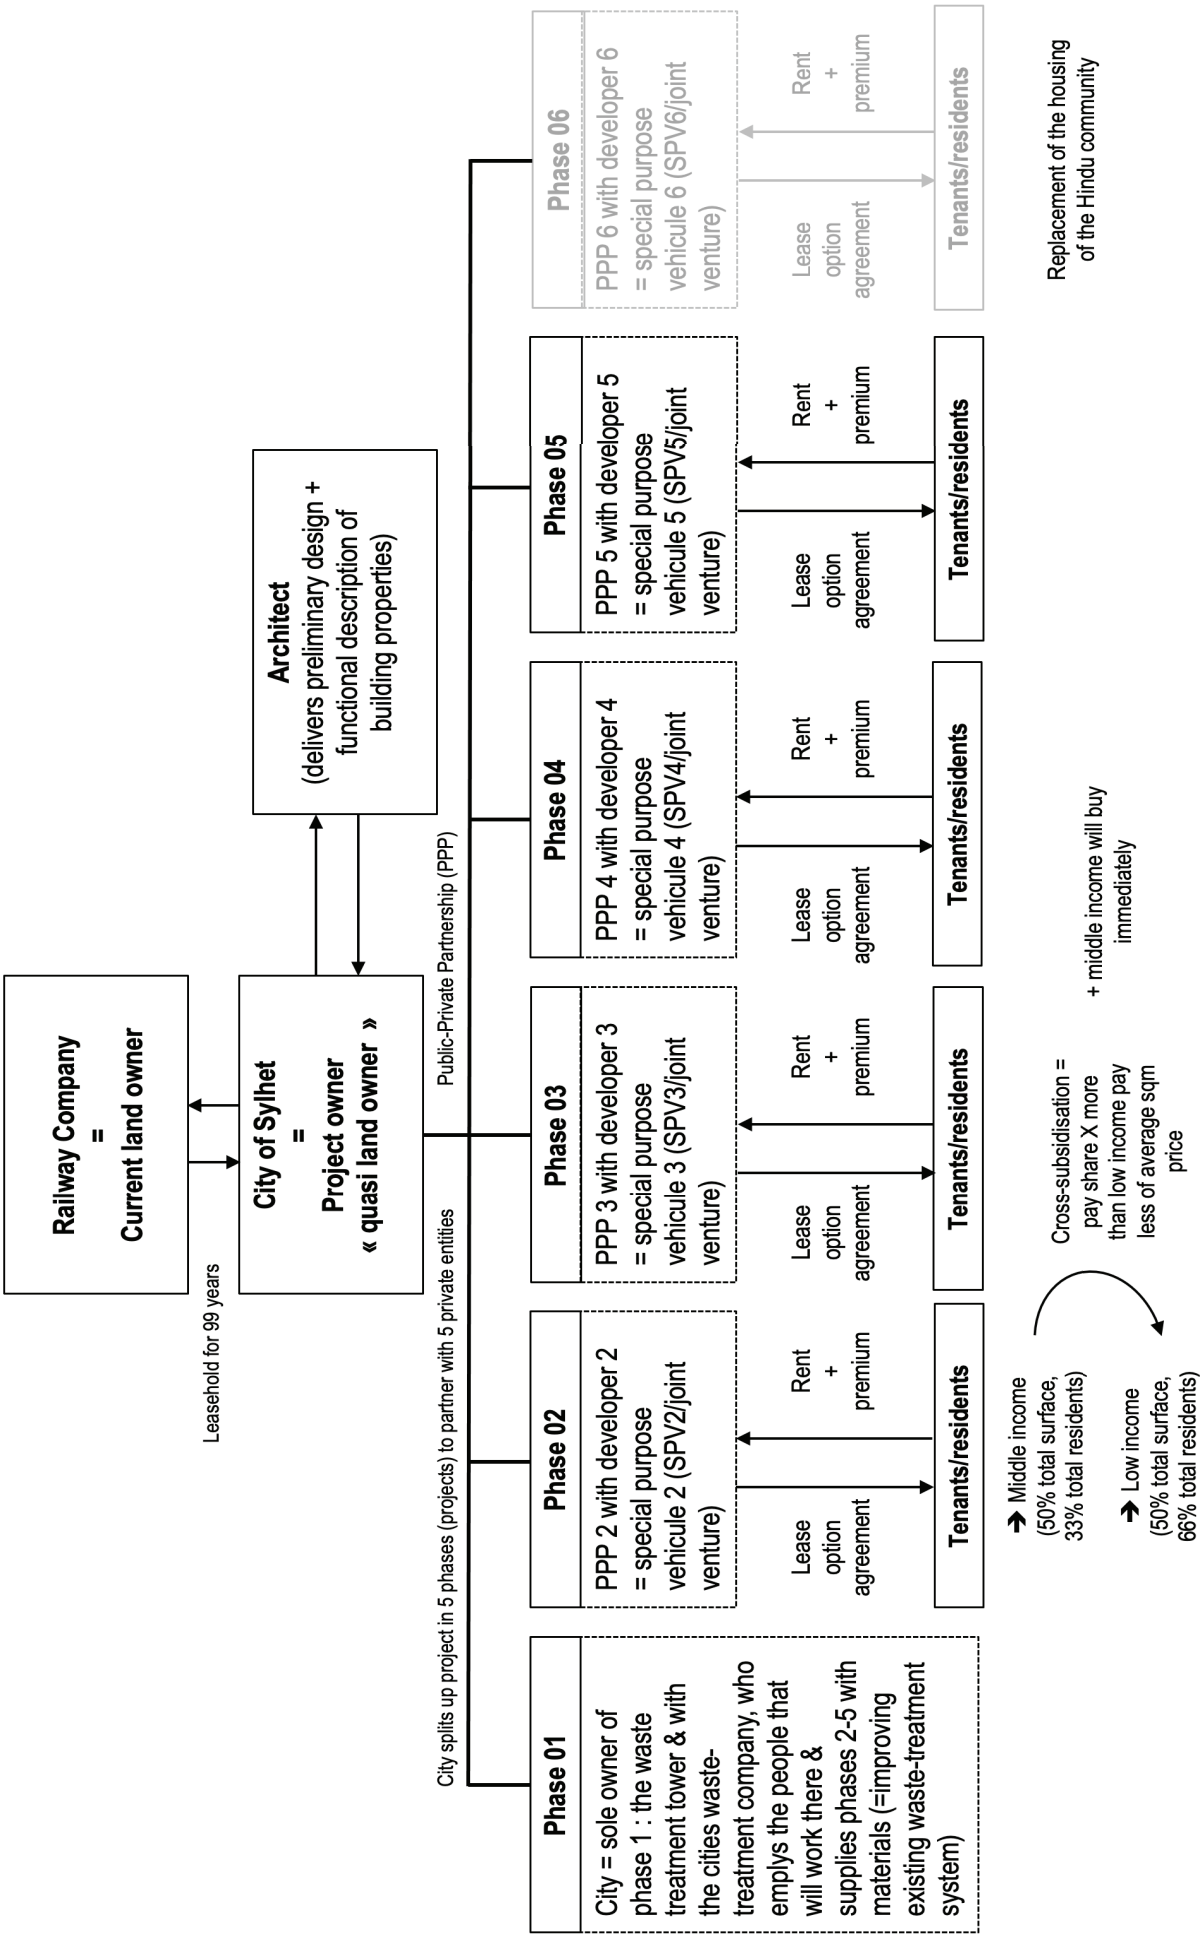 Railway Company
=
Current land owner
Leasehold for 99 years
City of Sylhet
=
Project owner
« quasi land owner »
Architect
(delivers preliminary design +
functional description of
building properties)
City splits up project in 5 phases (projects) to partner with 5 private entities
Public-Private Partnership (PPP)
Phase 01
City = sole owner of
phase 1 : the waste
treatment tower & with
the cities waste-
treatment company, who
emplys the people that
will work there &
supplies phases 2-5 with
materials (=improving
existing waste-treatment
system)
Phase 02
PPP 2 with developer 2
= special purpose
vehicule 2 (SPV2/joint
venture)
Lease
option
agreement
Rent
+
premium
Tenants/residents
Phase 03
PPP 3 with developer 3
= special purpose
vehicule 3 (SPV3/joint
venture)
Lease
option
agreement
Rent
+
premium
Tenants/residents
Phase 04
PPP 4 with developer 4
= special purpose
vehicule 4 (SPV4/joint
venture)
Lease
option
agreement
Rent
+
premium
Tenants/residents
Phase 05
PPP 5 with developer 5
= special purpose
vehicule 5 (SPV5/joint
venture)
Lease
option
agreement
Rent
+
premium
Tenants/residents
Phase 06
PPP 6 with developer 6
= special purpose
vehicule 6 (SPV6/joint
venture)
Lease
option
agreement
Rent
+
premium
Tenants/residents
➔ Middle income
(50% total surface,
33% total residents)
➔ Low income
(50% total surface,
66% total residents)
Cross-subsidisation =
pay share X more
than low income pay
less of average sqm
price
+ middle income will buy
immediately
Replacement of the housing
of the Hindu community